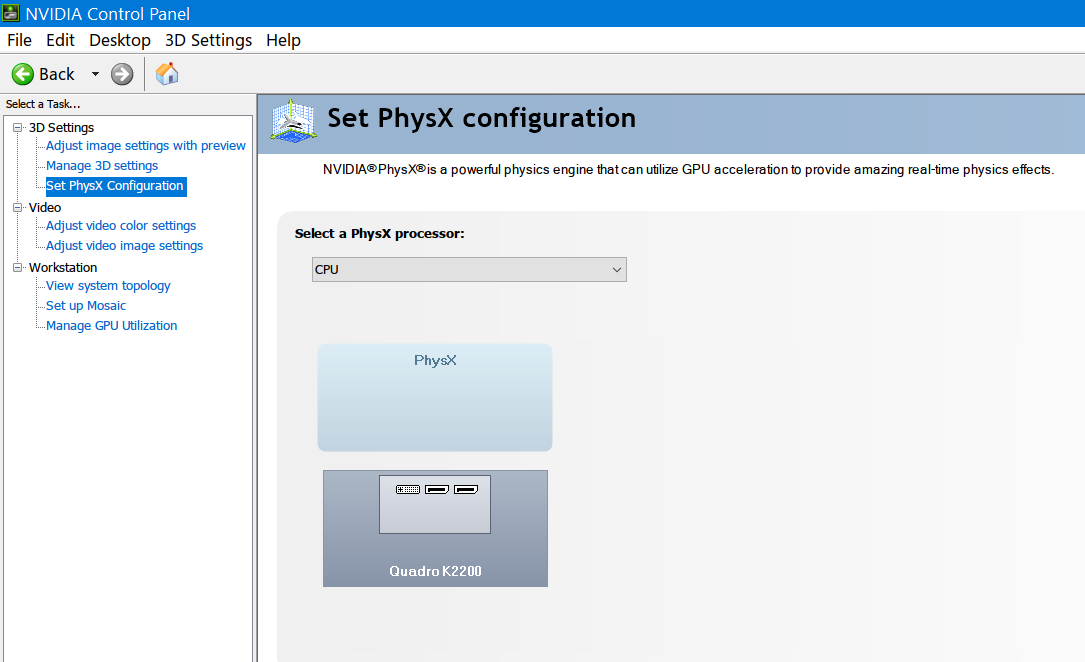 NVIDIA Control Panel
File Edit Desktop 3D Settings Help
Back
Select a Task...
3D Settings
Adjust image settings with preview
Manage 3D settings
Set PhysX Configuration
Video
Adjust video color settings
Adjust video image settings
Workstation
View system topology
Set up Mosaic
Manage GPU Utilization
Set PhysX configuration
NVIDIA® PhysX® is a powerful physics engine that can utilize GPU acceleration to provide amazing real-time physics effects.
Select a PhysX processor:
CPU
PhysX
Quadro K2200